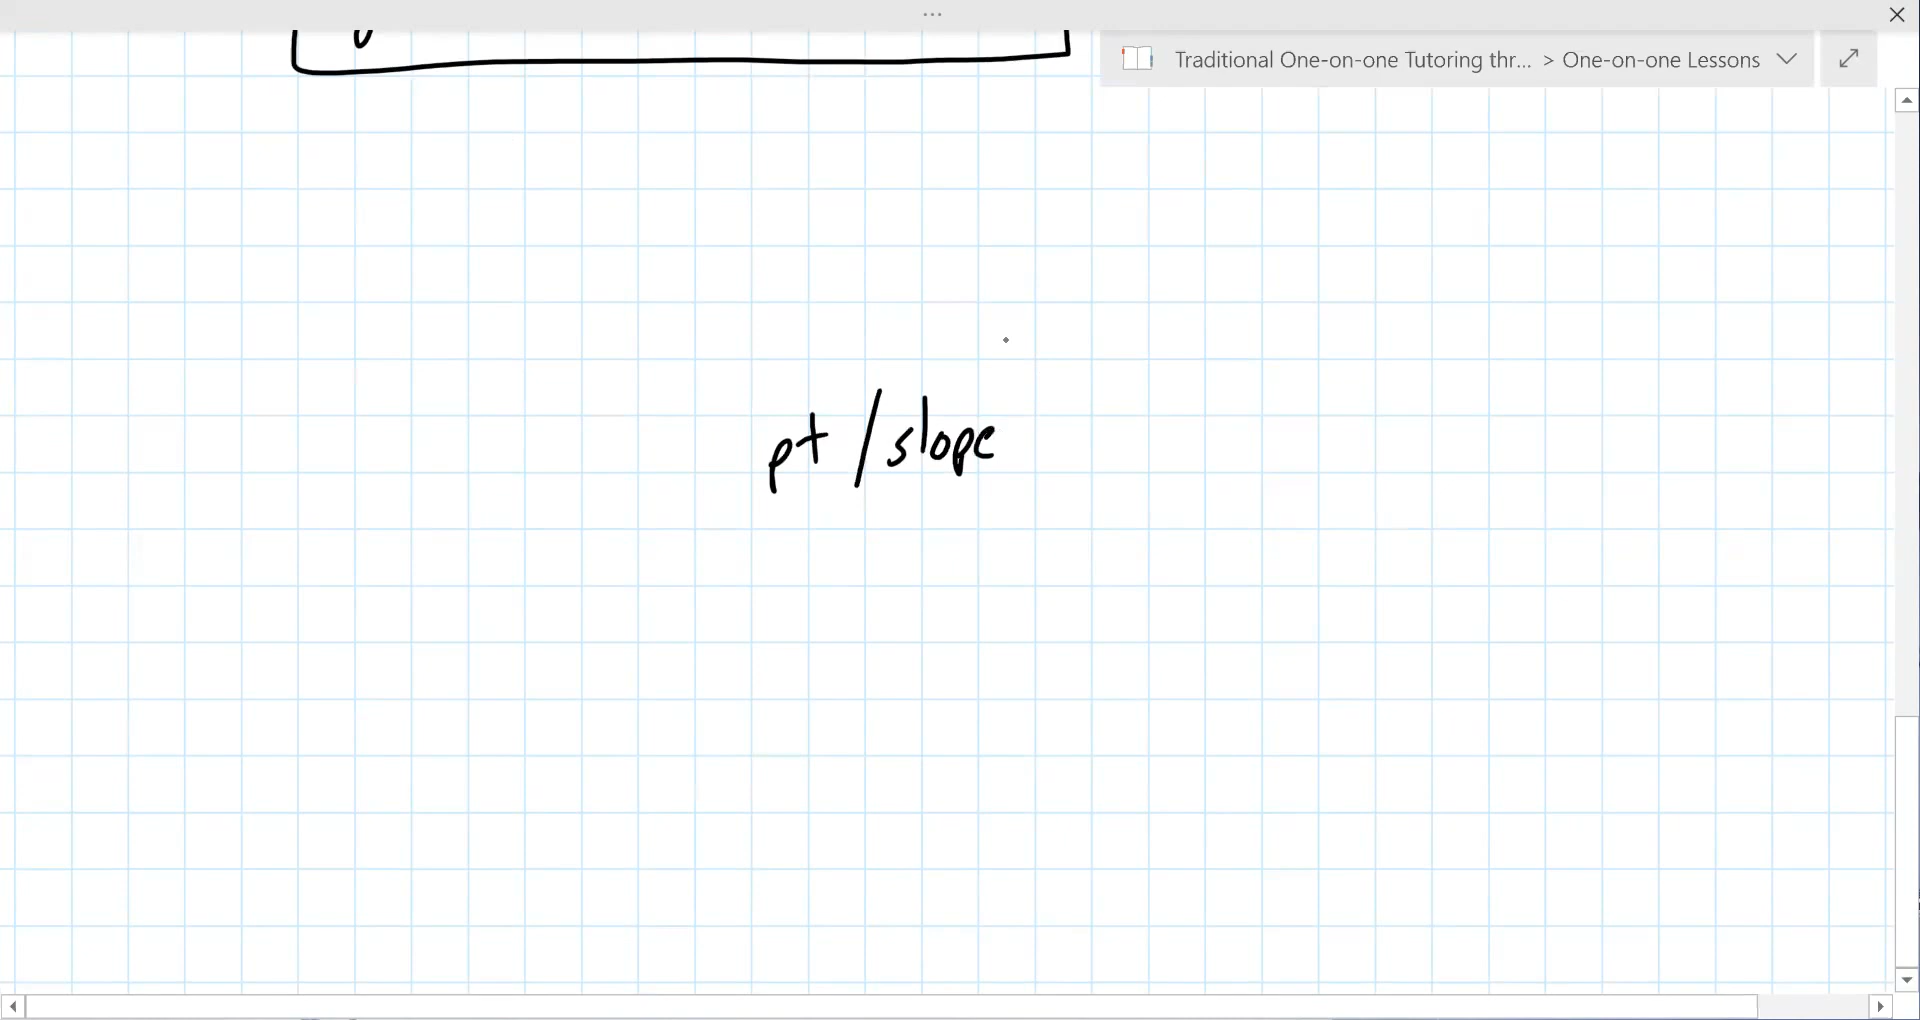 ...
Traditional One-on-one Tutoring thr... > One-on-one Lessons
pt / slope